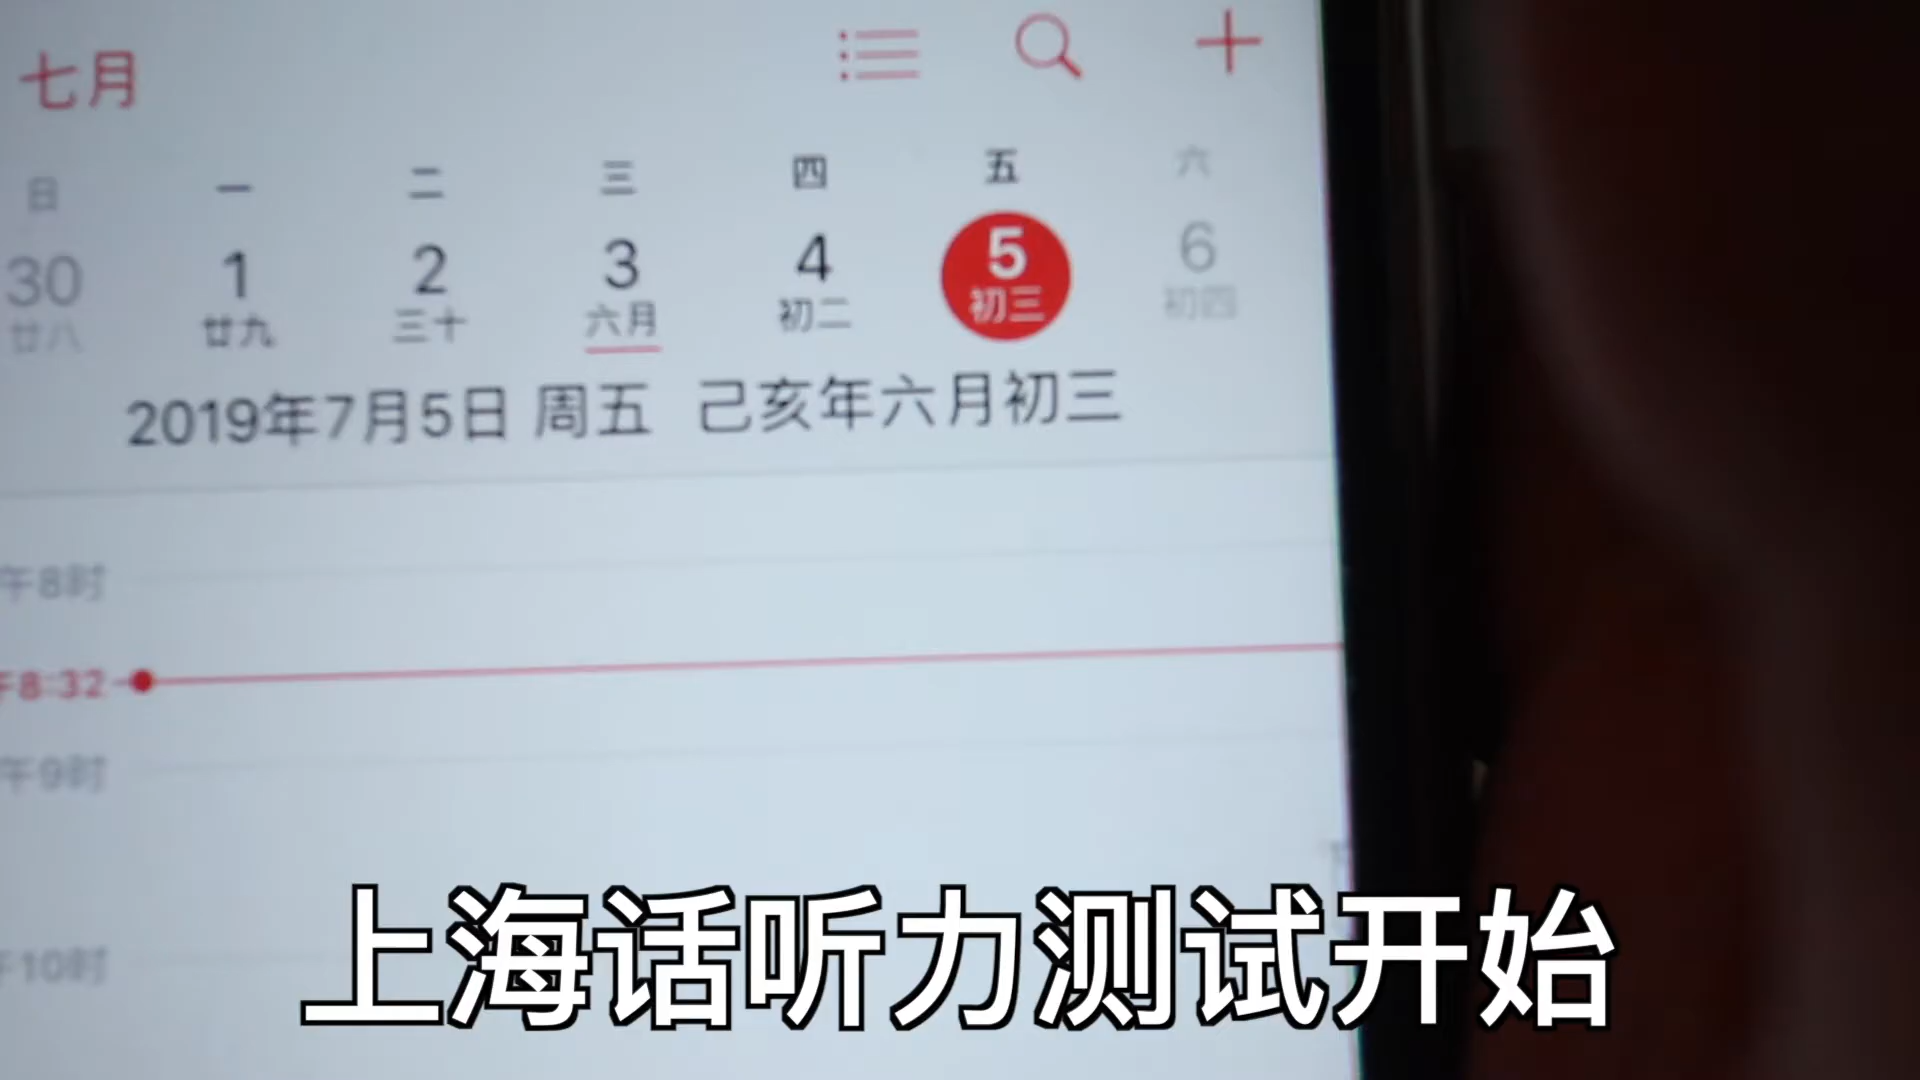 七月
日 一 二 三 四 五 六
30 1 2 3 4 5 6
廿八 廿九 三十 六月 初二 初三 初四
2019年7月5日 周五 己亥年六月初三
午8时
午8:32
午9时
午10时
上海话听力测试开始